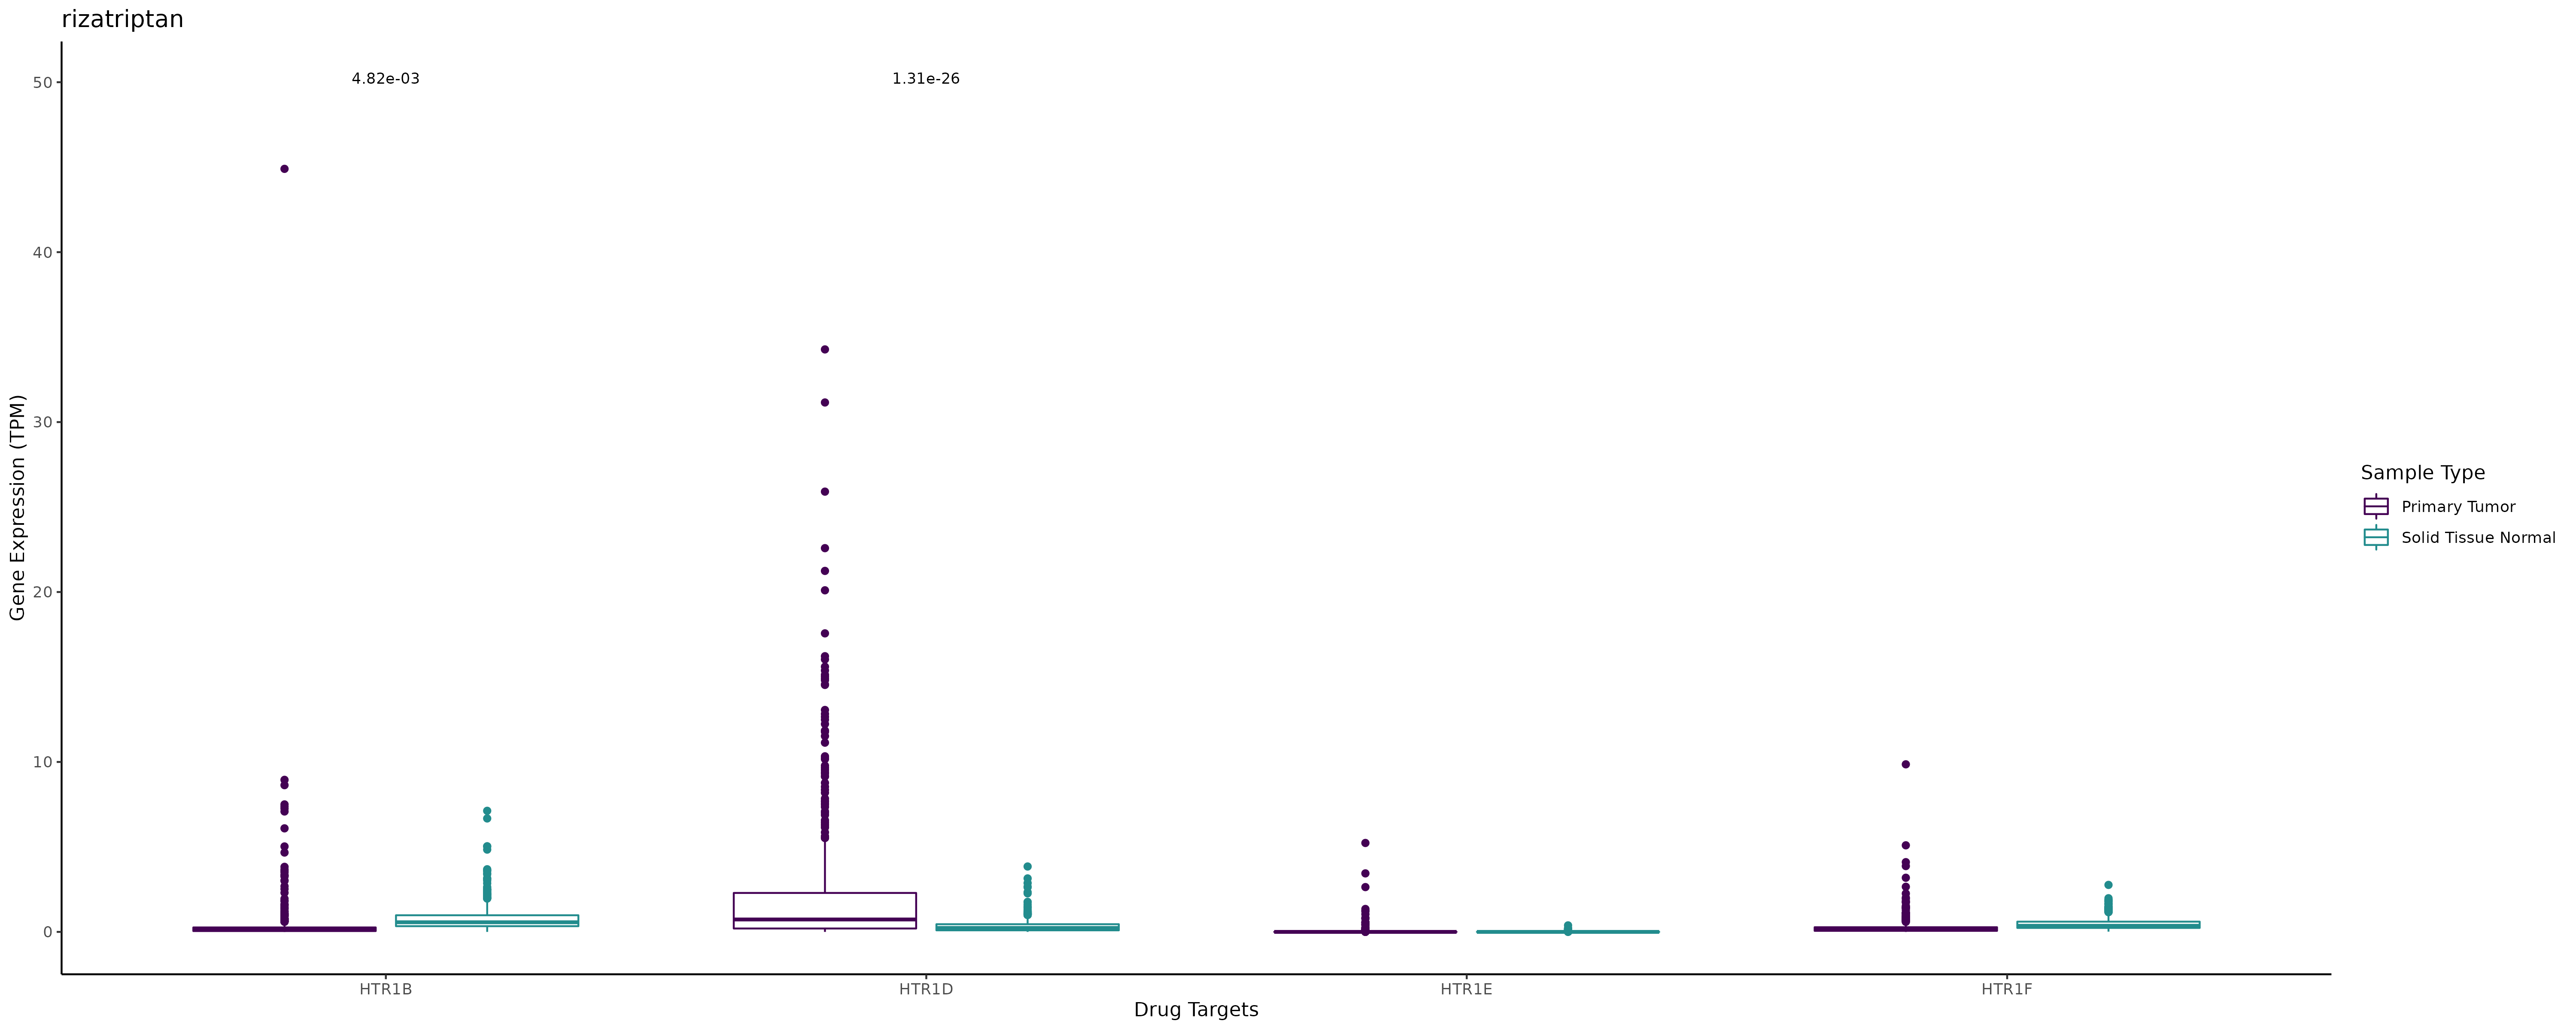 rizatriptan
4.82e-03
1.31e-26
50
40
30
20
10
0
Gene Expression (TPM)
HTR1B
HTR1D
HTR1E
HTR1F
Drug Targets
Sample Type
Primary Tumor
Solid Tissue Normal